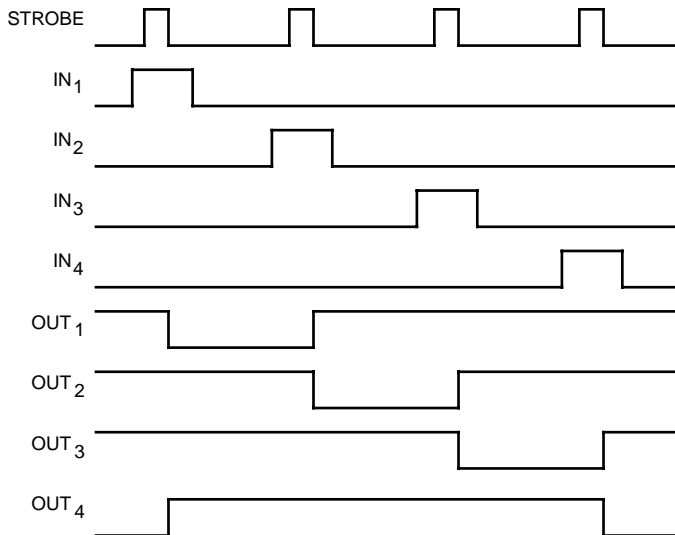 STROBE
IN1
IN2
IN3
IN4
OUT1
OUT2
OUT3
OUT4